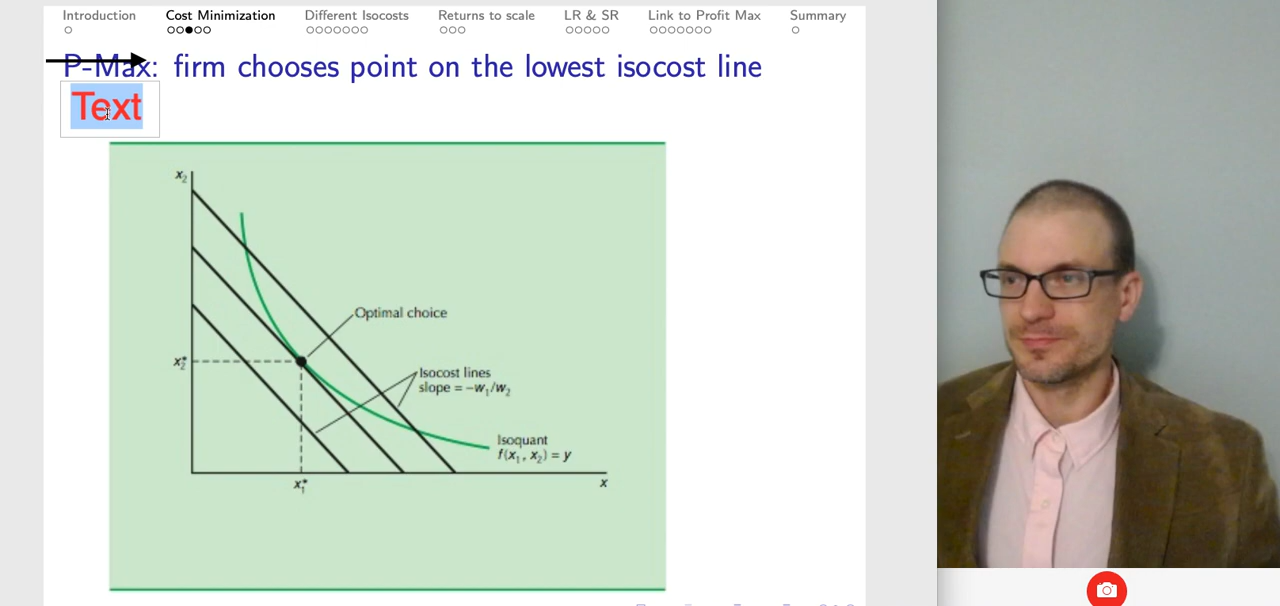 Introduction Cost Minimization Different Isocosts Returns to scale LR & SR Link to Profit Max Summary
P-Max: firm chooses point on the lowest isocost line
Text
x₂
Optimal choice
x₂*
Isocost lines
slope = −w₁/w₂
Isoquant
f(x₁, x₂) = y
x₁*
x